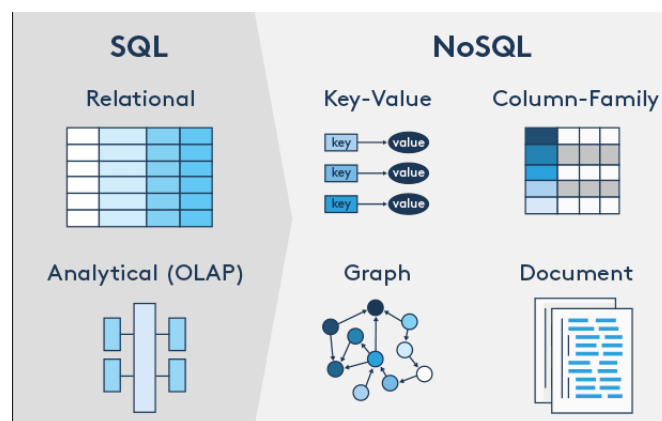 SQL
NoSQL
Relational
Key-Value
Column-Family
key
value
key
value
key
value
Analytical (OLAP)
Graph
Document